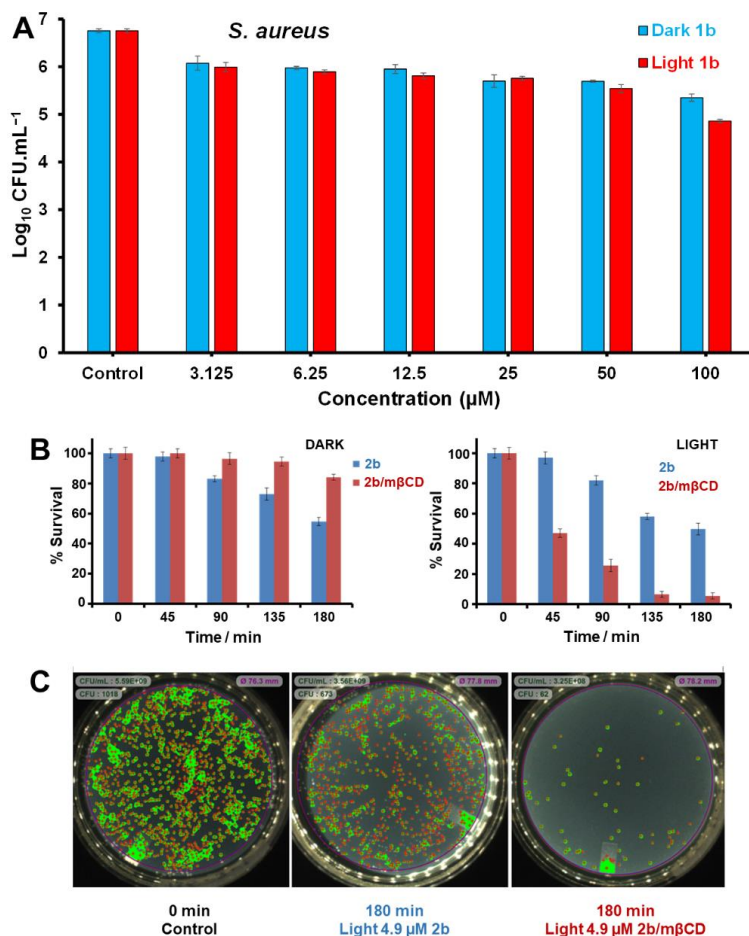 A
S. aureus
Dark 1b
Light 1b
Log₁₀ CFU.mL⁻¹
7
6
5
4
3
2
1
0
Control 3.125 6.25 12.5 25 50 100
Concentration (µM)
B
DARK
2b
2b/mβCD
% Survival
100
80
60
40
20
0
0 45 90 135 180
Time / min
LIGHT
2b
2b/mβCD
% Survival
100
80
60
40
20
0
0 45 90 135 180
Time / min
C
CFU/mL : 5.59E+09
CFU : 1018
Ø 76.3 mm
CFU/mL : 3.56E+09
CFU : 673
Ø 77.8 mm
CFU/mL : 3.25E+08
CFU : 62
Ø 78.2 mm
0 min
Control
180 min
Light 4.9 µM 2b
180 min
Light 4.9 µM 2b/mβCD